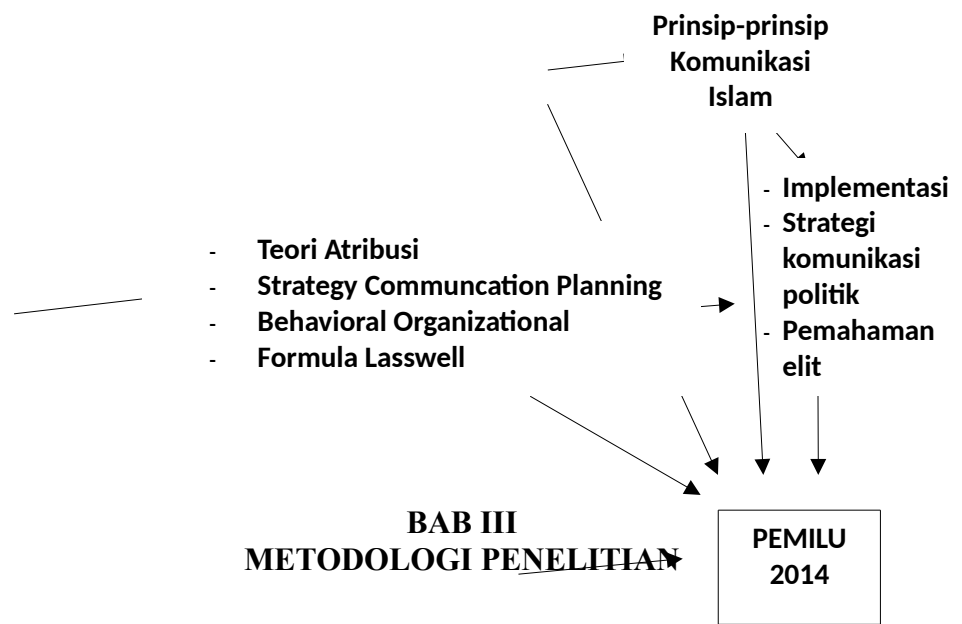 Prinsip-prinsip
Komunikasi
Islam
- Implementasi
- Strategi
komunikasi
politik
- Pemahaman
elit
- Teori Atribusi
- Strategy Communcation Planning
- Behavioral Organizational
- Formula Lasswell
BAB III
METODOLOGI PENELITIAN
PEMILU
2014